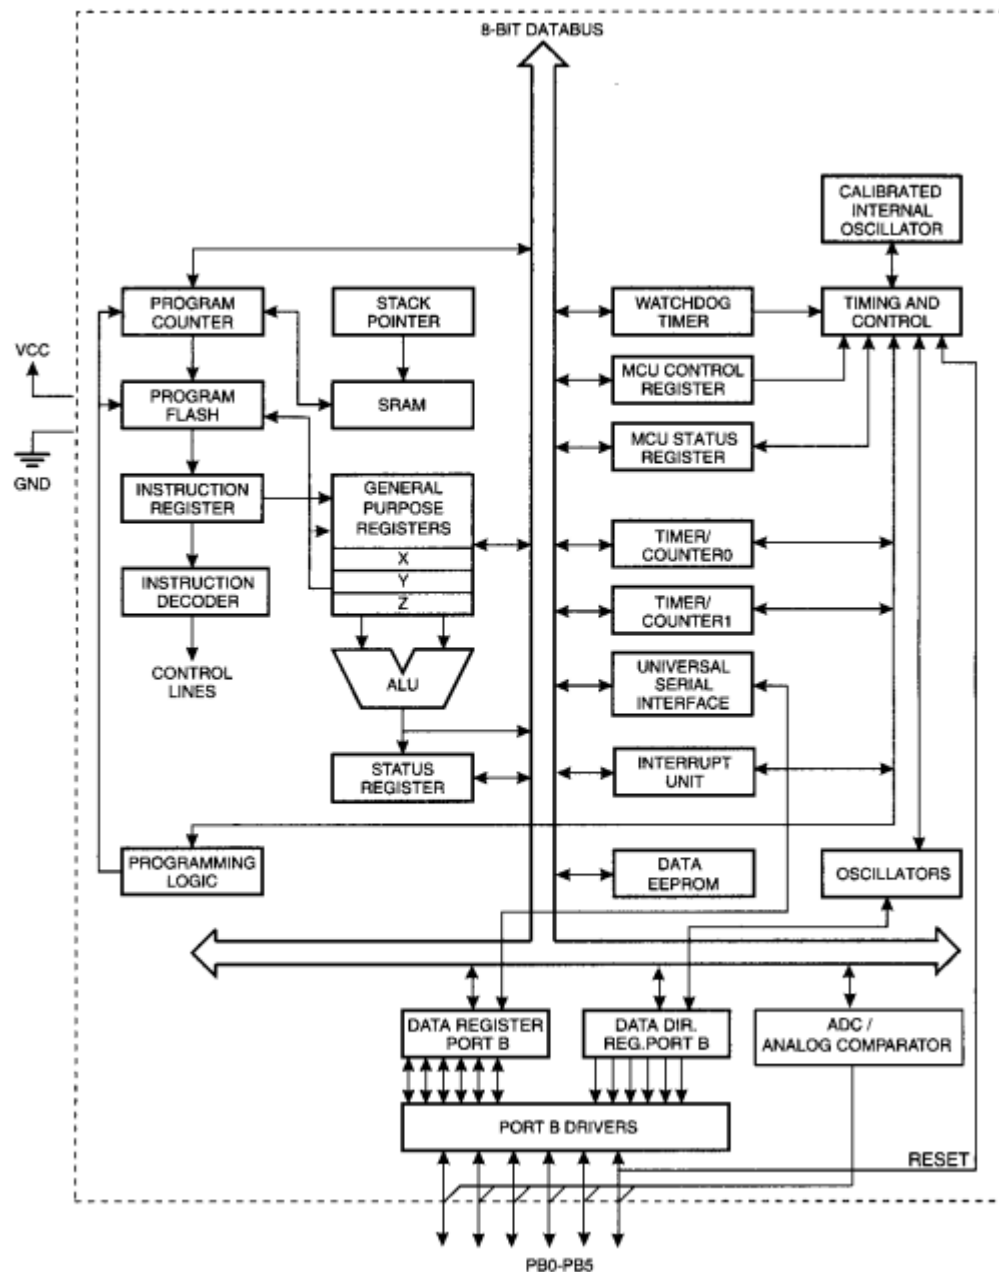 8-BIT DATABUS
CALIBRATED
INTERNAL
OSCILLATOR
PROGRAM
COUNTER
STACK
POINTER
WATCHDOG
TIMER
TIMING AND
CONTROL
VCC
PROGRAM
FLASH
SRAM
MCU CONTROL
REGISTER
MCU STATUS
REGISTER
GND
INSTRUCTION
REGISTER
GENERAL
PURPOSE
REGISTERS
X
Y
Z
INSTRUCTION
DECODER
TIMER/
COUNTER0
TIMER/
COUNTER1
CONTROL
LINES
ALU
UNIVERSAL
SERIAL
INTERFACE
STATUS
REGISTER
INTERRUPT
UNIT
PROGRAMMING
LOGIC
DATA
EEPROM
OSCILLATORS
DATA REGISTER
PORT B
DATA DIR.
REG.PORT B
ADC /
ANALOG COMPARATOR
PORT B DRIVERS
RESET
PB0-PB5